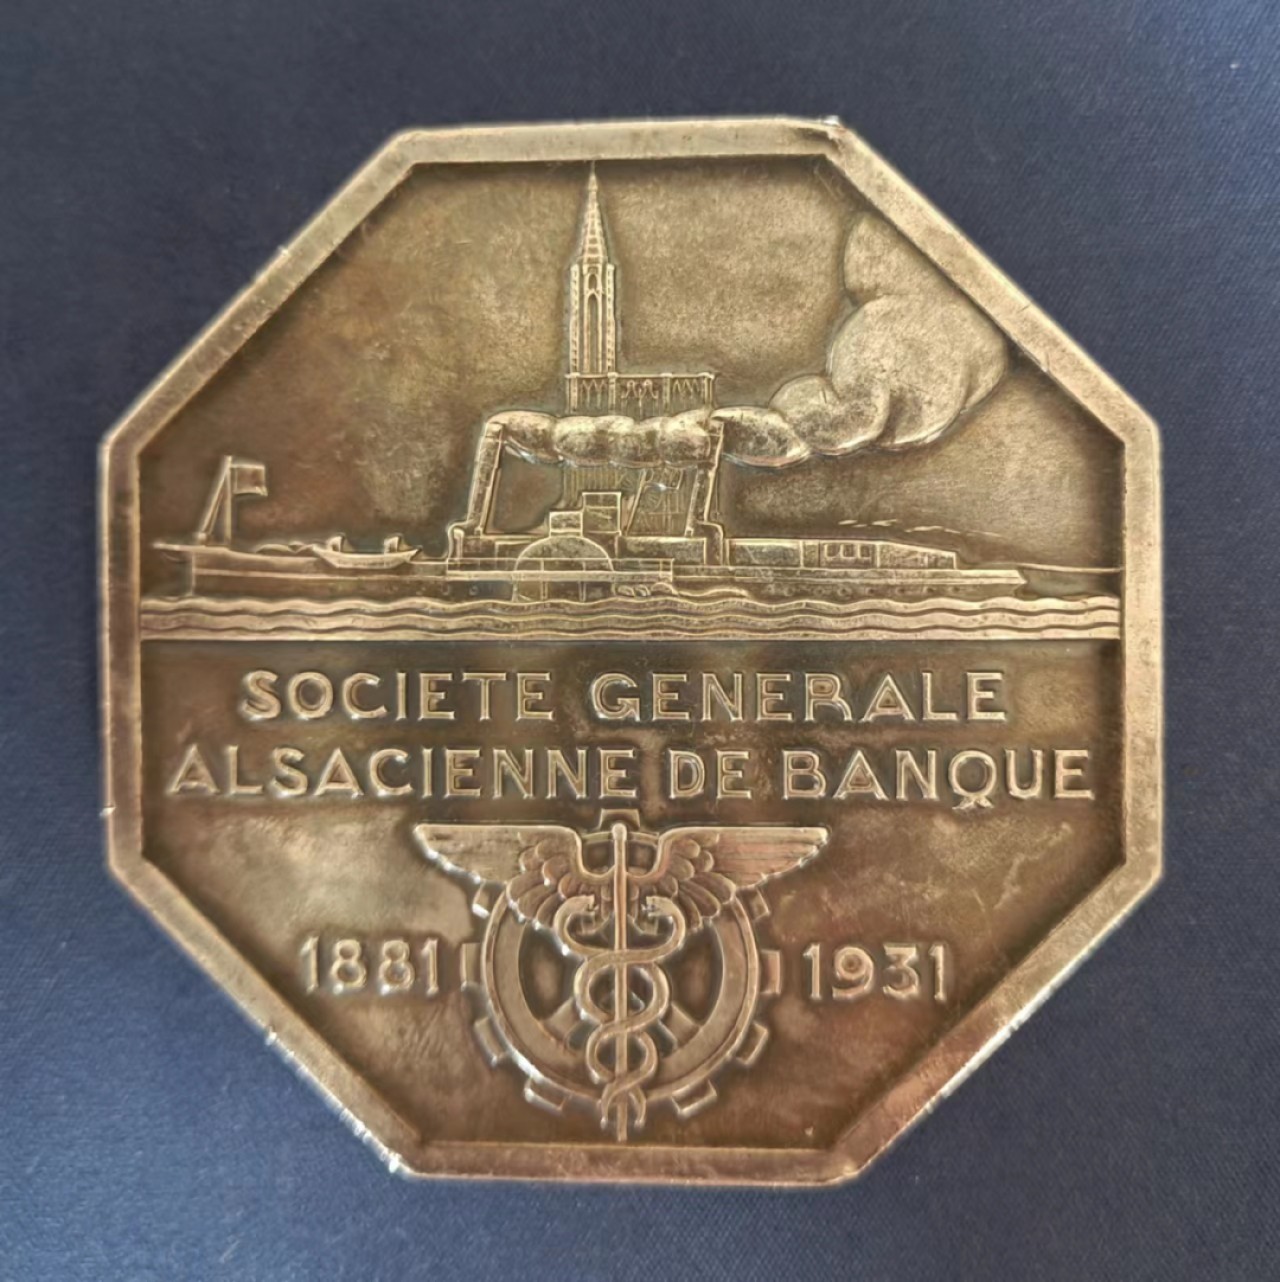 SOCIETE GENERALE
ALSACIENNE DE BANQUE
1881 1931